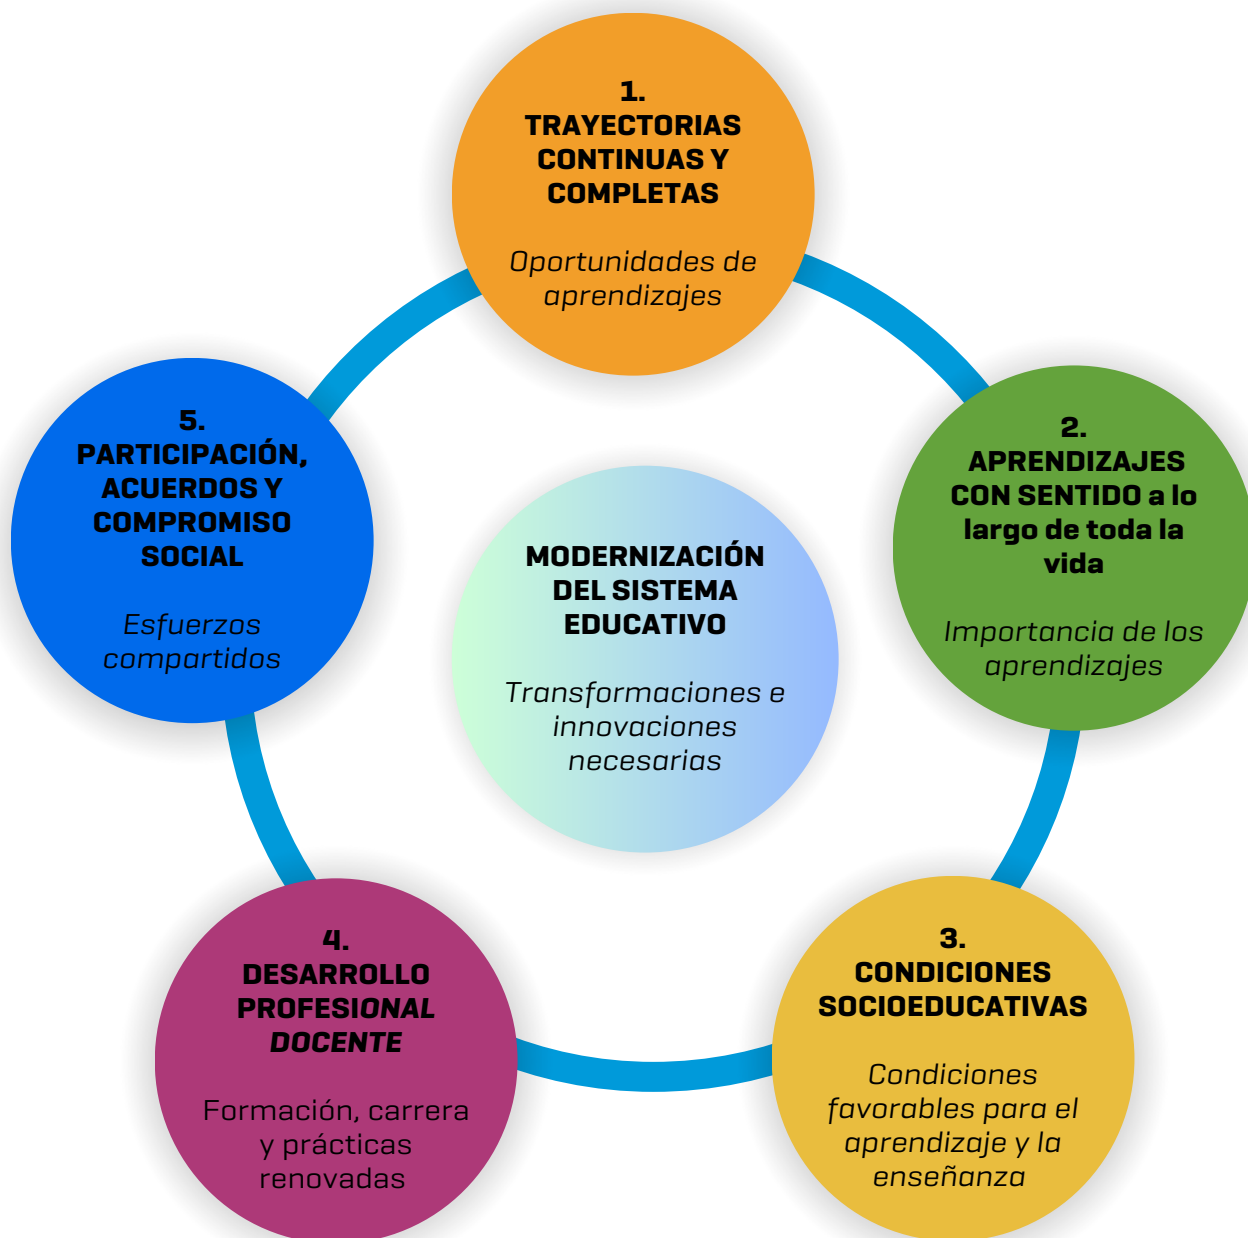 1.
TRAYECTORIAS
CONTINUAS Y
COMPLETAS
Oportunidades de
aprendizajes
2.
APRENDIZAJES
CON SENTIDO a lo
largo de toda la
vida
Importancia de los
aprendizajes
3.
CONDICIONES
SOCIOEDUCATIVAS
Condiciones
favorables para el
aprendizaje y la
enseñanza
4.
DESARROLLO
PROFESIONAL
DOCENTE
Formación, carrera
y prácticas
renovadas
5.
PARTICIPACIÓN,
ACUERDOS Y
COMPROMISO
SOCIAL
Esfuerzos
compartidos
MODERNIZACIÓN
DEL SISTEMA
EDUCATIVO
Transformaciones e
innovaciones
necesarias